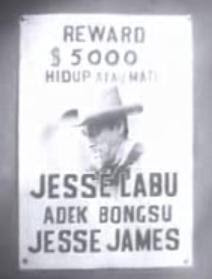 REWARD
$5000
HIDUP ATAU MATI
JESSE LABU
ADEK BONGSU
JESSE JAMES